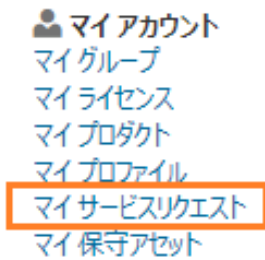 マイ アカウント
マイ グループ
マイ ライセンス
マイ プロダクト
マイ プロファイル
マイ サービスリクエスト
マイ 保守アセット